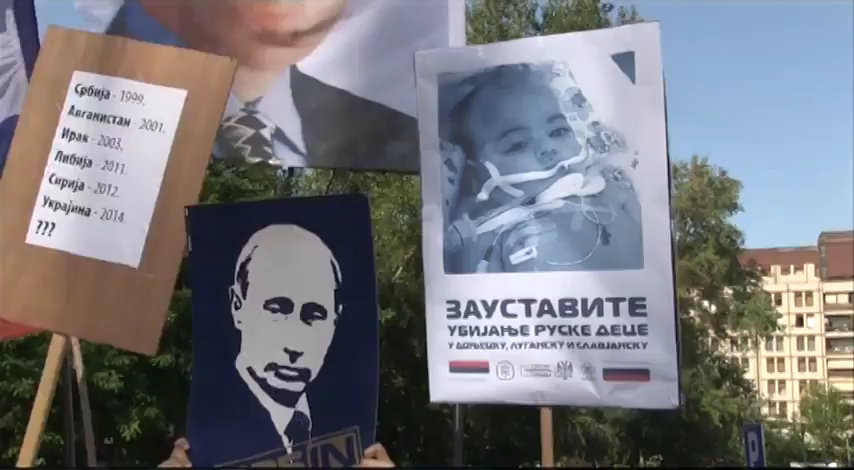 Србија - 1999.
Авганистан - 2001.
Ирак - 2003.
Либија - 2011.
Сирија - 2012.
Украјина - 2014.
???
ЗАУСТАВИТЕ
УБИЈАЊЕ РУСКЕ ДЕЦЕ
У ДОЊЕЦКУ, ЛУГАНСКУ И СЛАВЈАНСКУ
P